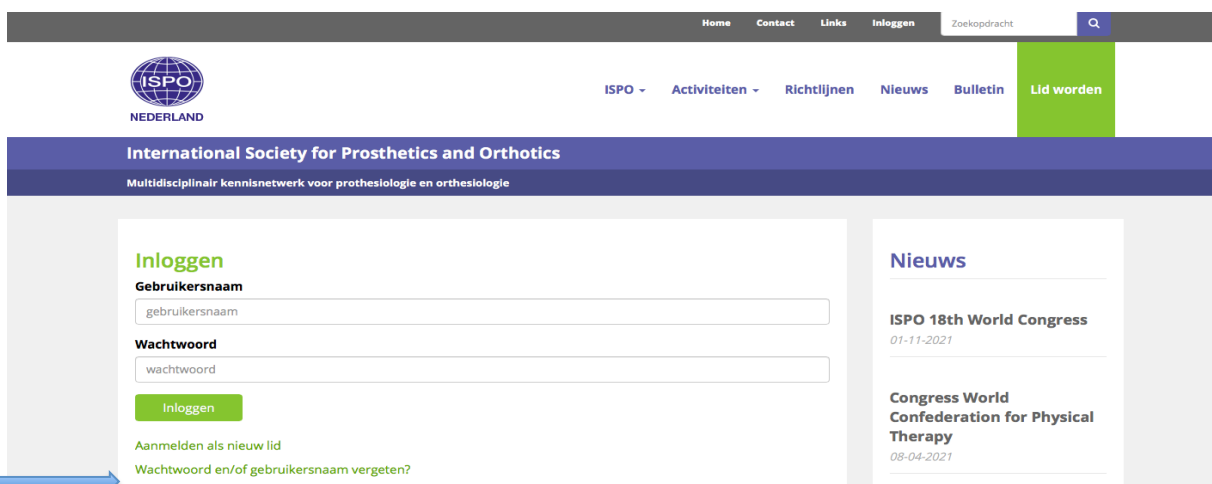 Home Contact Links Inloggen Zoekopdracht
ISPO
NEDERLAND
ISPO Activiteiten Richtlijnen Nieuws Bulletin Lid worden
International Society for Prosthetics and Orthotics
Multidisciplinair kennisnetwerk voor prothesiologie en orthesiologie
Inloggen
Gebruikersnaam
gebruikersnaam
Wachtwoord
wachtwoord
Inloggen
Aanmelden als nieuw lid
Wachtwoord en/of gebruikersnaam vergeten?
Nieuws
ISPO 18th World Congress
01-11-2021
Congress World
Confederation for Physical
Therapy
08-04-2021